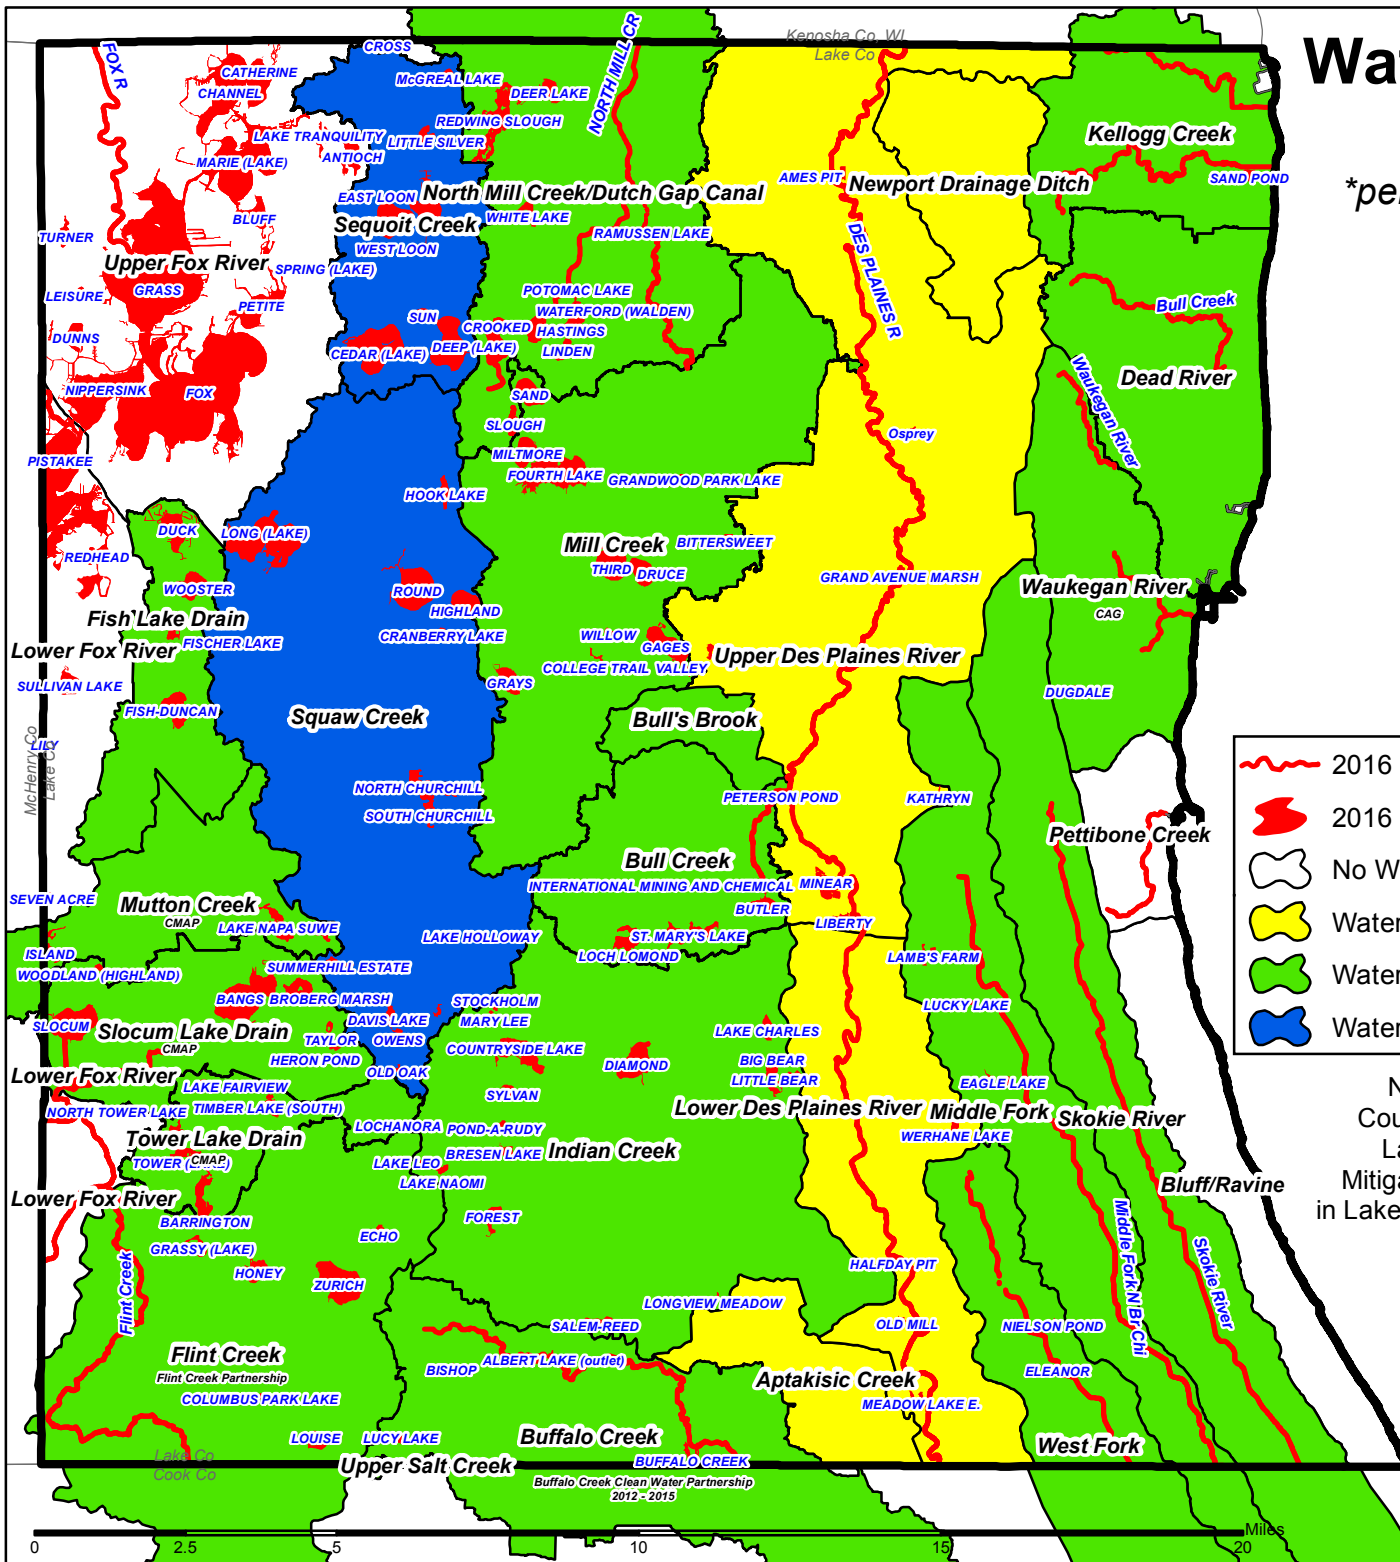 Wa
*pe
Kenosha Co, WI
Lake Co
FOX R
CROSS
CATHERINE
CHANNEL
McGREAL LAKE
DEER LAKE
NORTH MILL CR
REDWING SLOUGH
LAKE TRANQUILITY
LITTLE SILVER
ANTIOCH
MARIE (LAKE)
Kellogg Creek
SAND POND
AMES PIT
Newport Drainage Ditch
North Mill Creek/Dutch Gap Canal
EAST LOON
WHITE LAKE
BLUFF
Sequoit Creek
TURNER
RAMUSSEN LAKE
DES PLAINES R
WEST LOON
Upper Fox River
SPRING (LAKE)
GRASS
LEISURE
PETITE
POTOMAC LAKE
WATERFORD (WALDEN)
Bull Creek
SUN
CROOKED
HASTINGS
DUNNS
CEDAR (LAKE)
DEEP (LAKE)
LINDEN
Dead River
NIPPERSINK
FOX
SAND
Waukegan River
SLOUGH
Osprey
MILTMORE
PISTAKEE
FOURTH LAKE
GRANDWOOD PARK LAKE
HOOK LAKE
DUCK
LONG (LAKE)
Mill Creek
BITTERSWEET
REDHEAD
THIRD
DRUCE
GRAND AVENUE MARSH
WOOSTER
ROUND
Waukegan River
CAG
HIGHLAND
Fish Lake Drain
CRANBERRY LAKE
WILLOW
FISCHER LAKE
GAGES
Lower Fox River
Upper Des Plaines River
COLLEGE TRAIL
VALLEY
SULLIVAN LAKE
GRAYS
DUGDALE
FISH-DUNCAN
Squaw Creek
Bull's Brook
LILY
McHenry Co
Lake Co
2016
2016
No W
Water
Water
Water
NORTH CHURCHILL
PETERSON POND
KATHRYN
SOUTH CHURCHILL
Pettibone Creek
Bull Creek
INTERNATIONAL MINING AND CHEMICAL
MINEAR
SEVEN ACRE
Mutton Creek
CMAP
BUTLER
LIBERTY
LAKE NAPA SUWE
LAKE HOLLOWAY
ST. MARY'S LAKE
ISLAND
LOCH LOMOND
LAMB'S FARM
WOODLAND (HIGHLAND)
SUMMERHILL ESTATE
BANGS
BROBERG MARSH
STOCKHOLM
LUCKY LAKE
SLOCUM
Slocum Lake Drain
CMAP
DAVIS LAKE
MARY LEE
TAYLOR
OWENS
LAKE CHARLES
COUNTRYSIDE LAKE
HERON POND
DIAMOND
BIG BEAR
Lower Fox River
OLD OAK
LITTLE BEAR
LAKE FAIRVIEW
EAGLE LAKE
SYLVAN
NORTH TOWER LAKE
TIMBER LAKE (SOUTH)
Lower Des Plaines River
Middle Fork
Skokie River
LOCHANORA
POND-A-RUDY
Tower Lake Drain
WERHANE LAKE
BRESEN LAKE
Indian Creek
TOWER (LAKE)
CMAP
LAKE LEO
LAKE NAOMI
Bluff/Ravine
Lower Fox River
BARRINGTON
FOREST
ECHO
GRASSY (LAKE)
HONEY
ZURICH
HALFDAY PIT
Flint Creek
Middle Fork N Br Chi
Skokie River
LONGVIEW MEADOW
SALEM-REED
OLD MILL
NIELSON POND
Flint Creek
Flint Creek Partnership
BISHOP
ALBERT LAKE (outlet)
ELEANOR
Aptakisic Creek
COLUMBUS PARK LAKE
MEADOW LAKE E.
LOUISE
LUCY LAKE
Buffalo Creek
West Fork
Lake Co
Cook Co
Upper Salt Creek
BUFFALO CREEK
Buffalo Creek Clean Water Partnership
2012 - 2015
N
Cou
La
Mitiga
in Lake
Miles
0 2.5 5 10 15 20